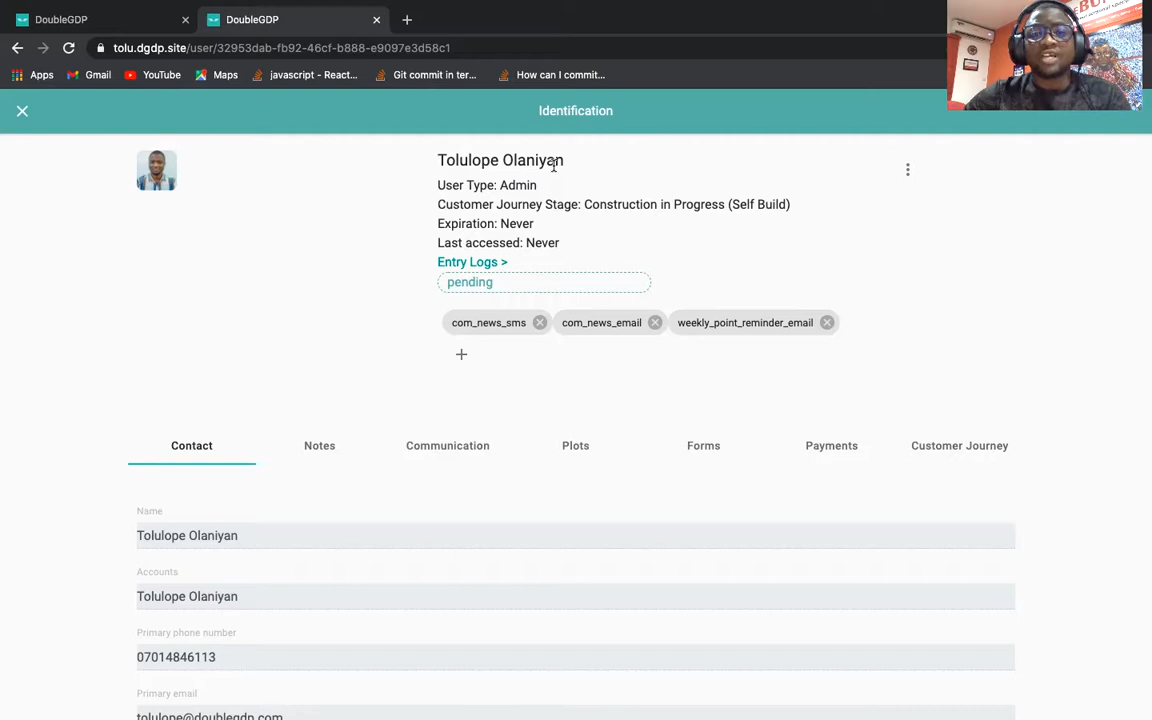 DoubleGDP
DoubleGDP
tolu.dgdp.site/user/32953dab-fb92-46cf-b888-e9097e3d58c1
Apps Gmail YouTube Maps javascript - React... Git commit in ter... How can I commit...
Identification
Tolulope Olaniyan
User Type: Admin
Customer Journey Stage: Construction in Progress (Self Build)
Expiration: Never
Last accessed: Never
Entry Logs >
pending
com_news_sms com_news_email weekly_point_reminder_email
+
Contact Notes Communication Plots Forms Payments Customer Journey
Name
Tolulope Olaniyan
Accounts
Tolulope Olaniyan
Primary phone number
07014846113
Primary email
tolulope@doublegdp.com